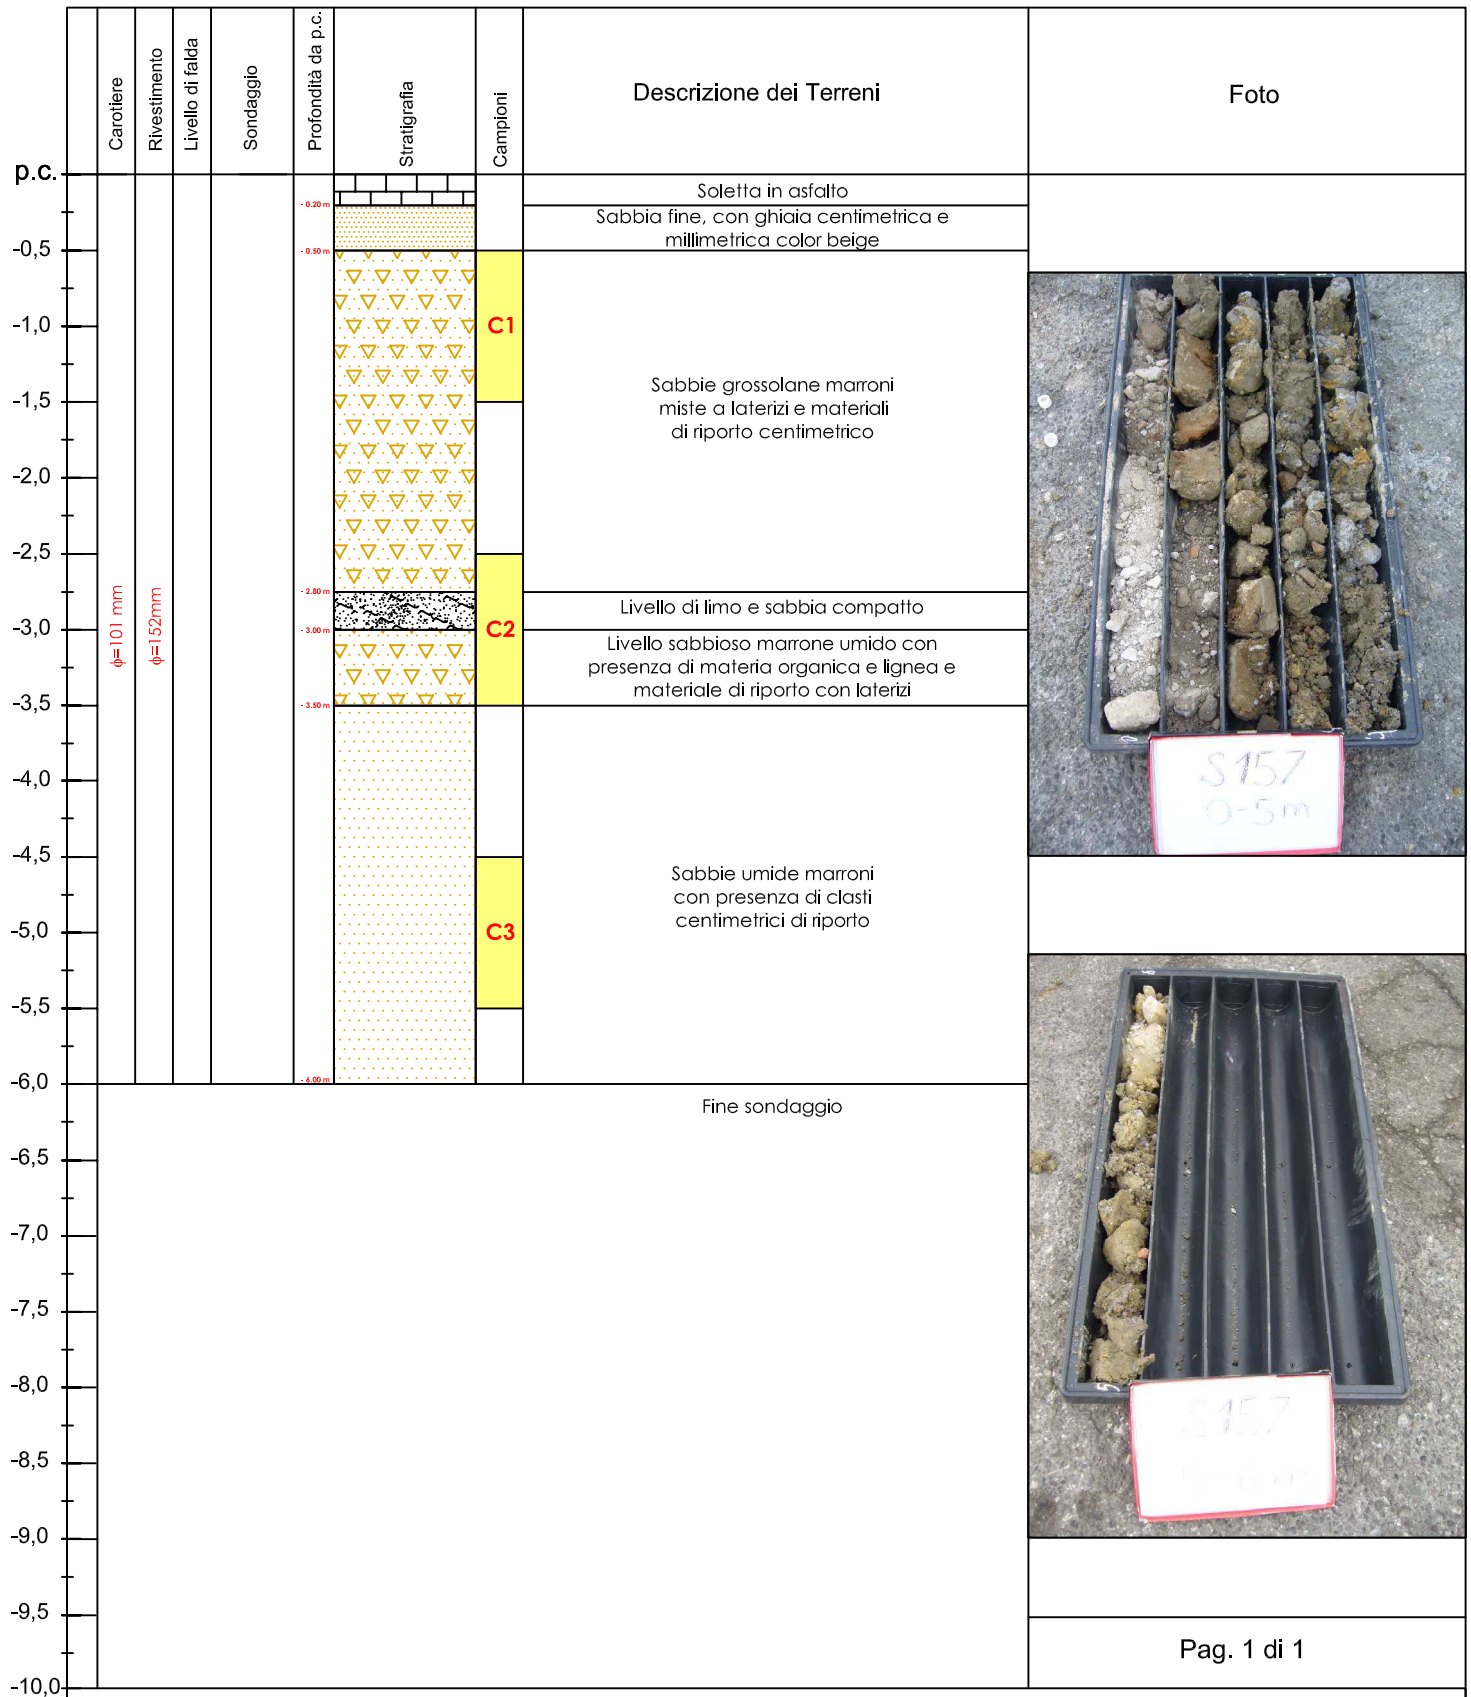 Carotiere
Rivestimento
Livello di falda
Sondaggio
Profondità da p.c.
Stratigrafia
Campioni
Descrizione dei Terreni
Foto
p.c.
Soletta in asfalto
- 0.20 m
Sabbia fine, con ghiaia centimetrica e
millimetrica color beige
-0,5
- 0.50 m
-1,0
C1
Sabbie grossolane marroni
miste a laterizi e materiali
di riporto centimetrico
-1,5
-2,0
-2,5
- 2.80 m
Livello di limo e sabbia compatto
ϕ=101 mm
ϕ=152mm
-3,0
- 3.00 m
C2
Livello sabbioso marrone umido con
presenza di materia organica e lignea e
materiale di riporto con laterizi
-3,5
- 3.50 m
S157
0-5m
-4,0
-4,5
Sabbie umide marroni
con presenza di clasti
centimetrici di riporto
-5,0
C3
-5,5
-6,0
- 6.00 m
Fine sondaggio
-6,5
-7,0
-7,5
-8,0
5
S157
-8,5
-9,0
-9,5
Pag. 1 di 1
-10,0